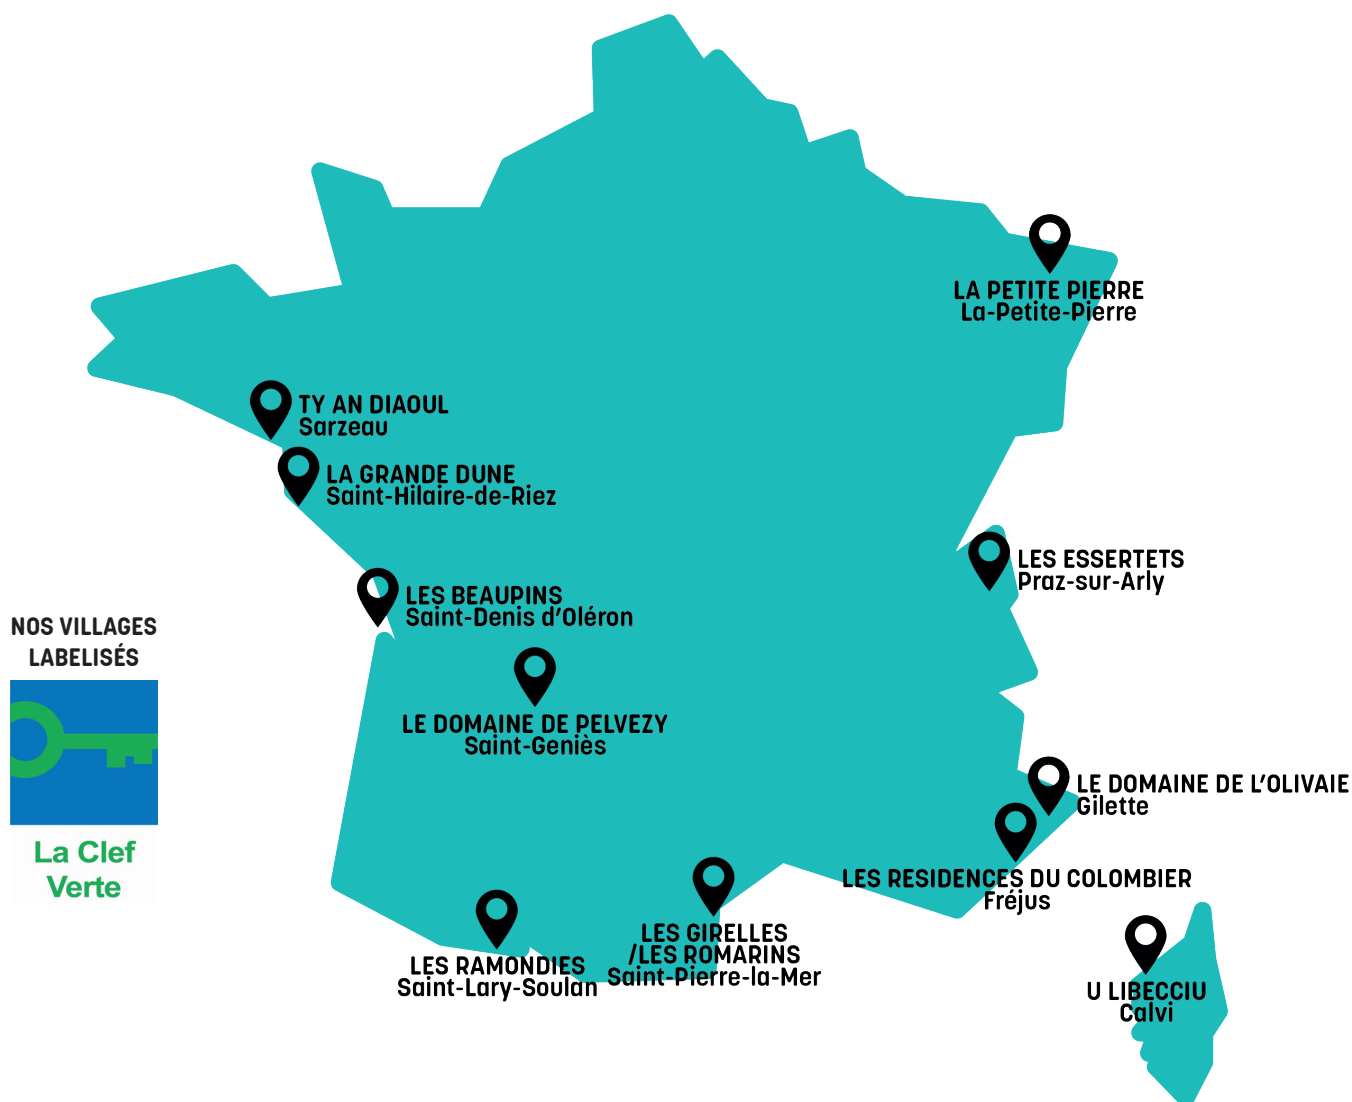 LA PETITE PIERRE
La-Petite-Pierre
TY AN DIAOUL
Sarzeau
LA GRANDE DUNE
Saint-Hilaire-de-Riez
LES ESSERTETS
Praz-sur-Arly
LES BEAUPINS
Saint-Denis d’Oléron
NOS VILLAGES
LABELISÉS
La Clef
Verte
LE DOMAINE DE PELVEZY
Saint-Geniès
LE DOMAINE DE L’OLIVAIE
Gilette
LES RESIDENCES DU COLOMBIER
Fréjus
LES GIRELLES
/LES ROMARINS
Saint-Pierre-la-Mer
LES RAMONDIES
Saint-Lary-Soulan
U LIBECCIU
Calvi